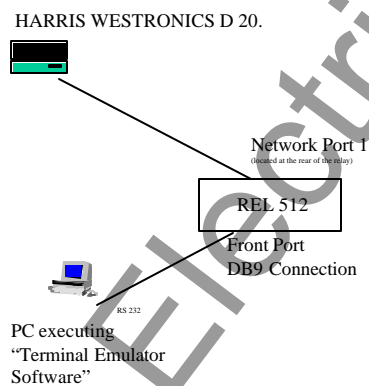 HARRIS WESTRONICS D 20.
Network Port 1
(located at the rear of the relay)
REL 512
Front Port
DB9 Connection
RS 232
PC executing
“Terminal Emulator
Software”
Electri